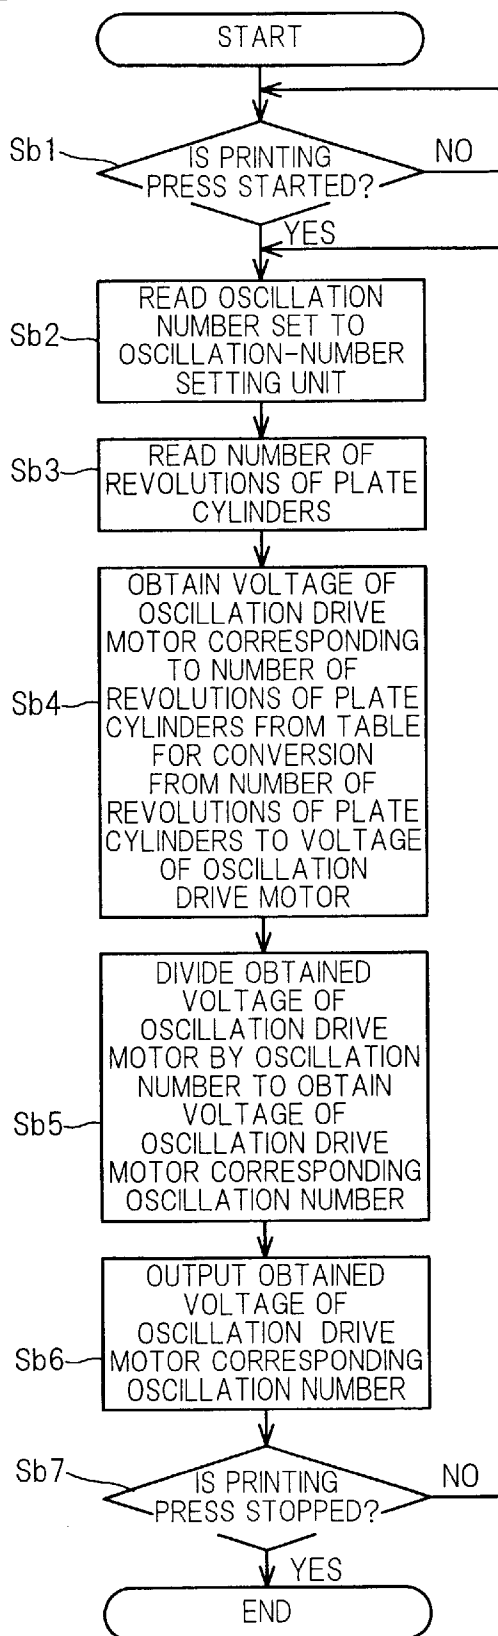 START
Sb1
IS PRINTING
PRESS STARTED?
NO
YES
Sb2
READ OSCILLATION
NUMBER SET TO
OSCILLATION-NUMBER
SETTING UNIT
Sb3
READ NUMBER OF
REVOLUTIONS OF PLATE
CYLINDERS
Sb4
OBTAIN VOLTAGE OF
OSCILLATION DRIVE
MOTOR CORRESPONDING
TO NUMBER OF
REVOLUTIONS OF PLATE
CYLINDERS FROM TABLE
FOR CONVERSION
FROM NUMBER OF
REVOLUTIONS OF PLATE
CYLINDERS TO VOLTAGE
OF OSCILLATION
DRIVE MOTOR
Sb5
DIVIDE OBTAINED
VOLTAGE OF
OSCILLATION DRIVE
MOTOR BY OSCILLATION
NUMBER TO OBTAIN
VOLTAGE OF
OSCILLATION DRIVE
MOTOR CORRESPONDING
OSCILLATION NUMBER
Sb6
OUTPUT OBTAINED
VOLTAGE OF
OSCILLATION DRIVE
MOTOR CORRESPONDING
OSCILLATION NUMBER
Sb7
IS PRINTING
PRESS STOPPED?
NO
YES
END